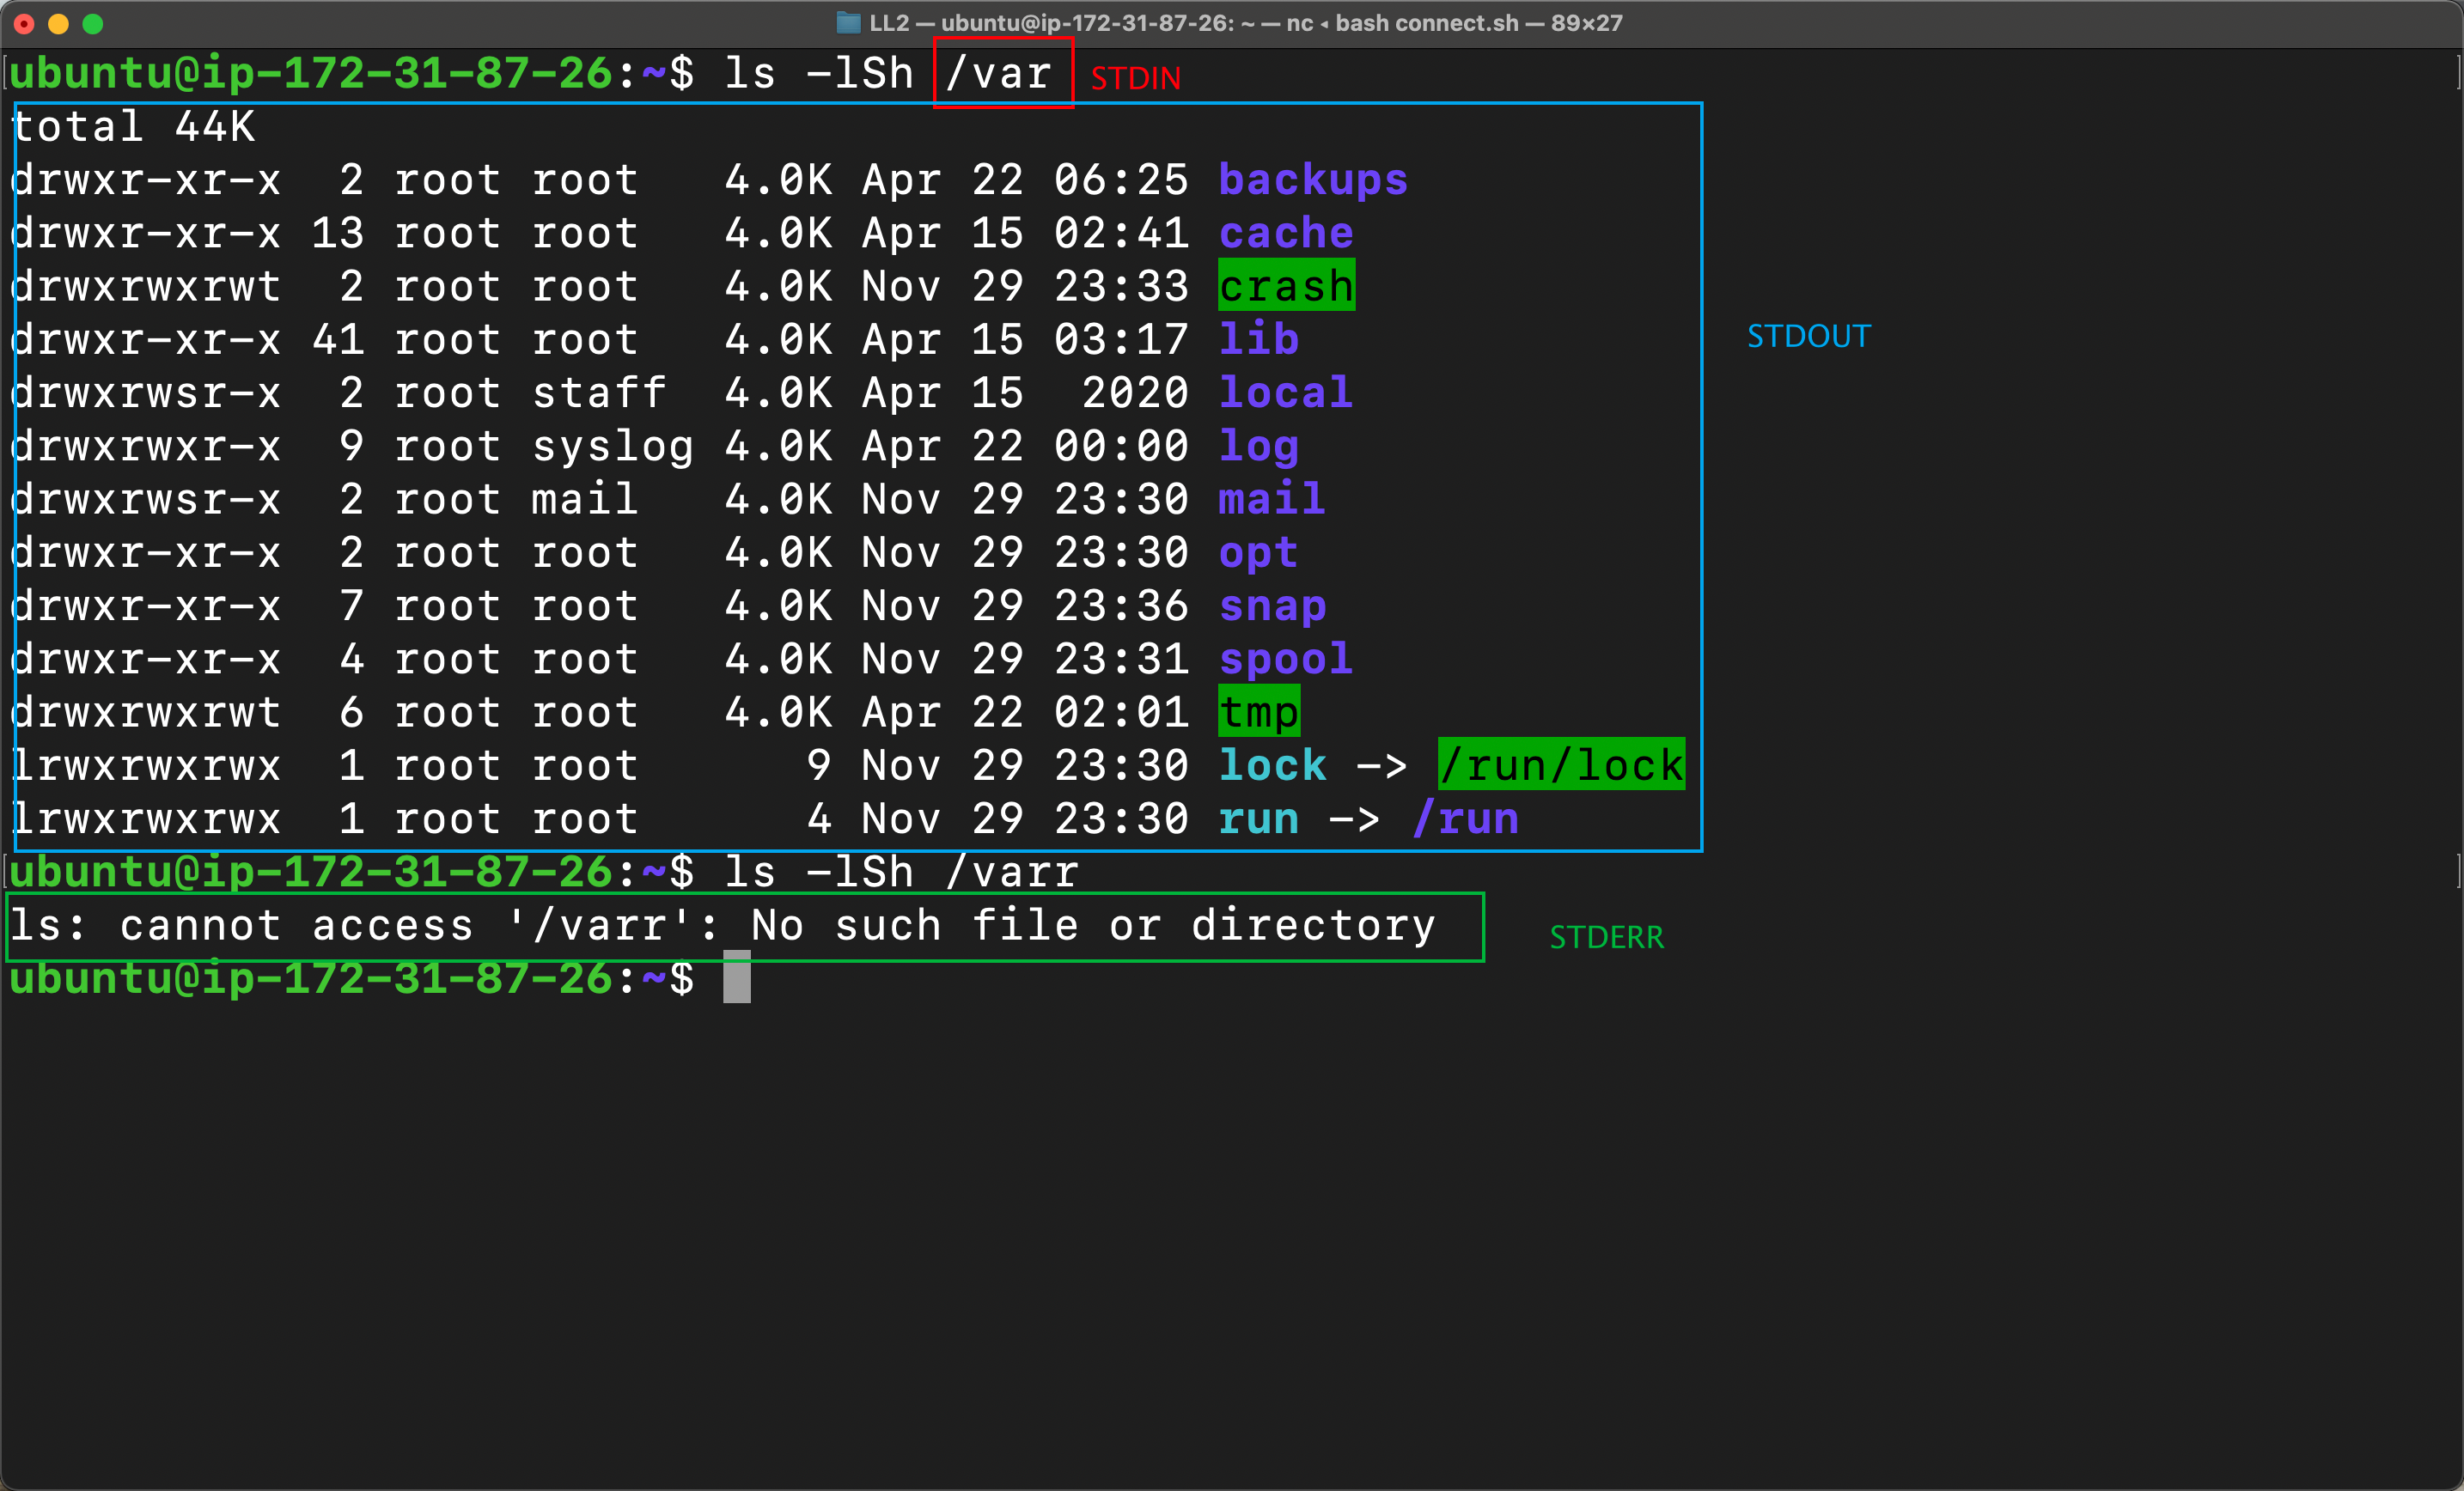 LL2 — ubuntu@ip-172-31-87-26: ~ — nc ◂ bash connect.sh — 89×27
ubuntu@ip-172-31-87-26:~$ ls -lSh /var STDIN
total 44K
drwxr-xr-x  2 root root   4.0K Apr 22 06:25 backups
drwxr-xr-x 13 root root   4.0K Apr 15 02:41 cache
drwxrwxrwt  2 root root   4.0K Nov 29 23:33 crash
drwxr-xr-x 41 root root   4.0K Apr 15 03:17 lib
STDOUT
drwxrwsr-x  2 root staff  4.0K Apr 15  2020 local
drwxrwxr-x  9 root syslog 4.0K Apr 22 00:00 log
drwxrwsr-x  2 root mail   4.0K Nov 29 23:30 mail
drwxr-xr-x  2 root root   4.0K Nov 29 23:30 opt
drwxr-xr-x  7 root root   4.0K Nov 29 23:36 snap
drwxr-xr-x  4 root root   4.0K Nov 29 23:31 spool
drwxrwxrwt  6 root root   4.0K Apr 22 02:01 tmp
lrwxrwxrwx  1 root root      9 Nov 29 23:30 lock -> /run/lock
lrwxrwxrwx  1 root root      4 Nov 29 23:30 run -> /run
ubuntu@ip-172-31-87-26:~$ ls -lSh /varr
ls: cannot access '/varr': No such file or directory STDERR
ubuntu@ip-172-31-87-26:~$